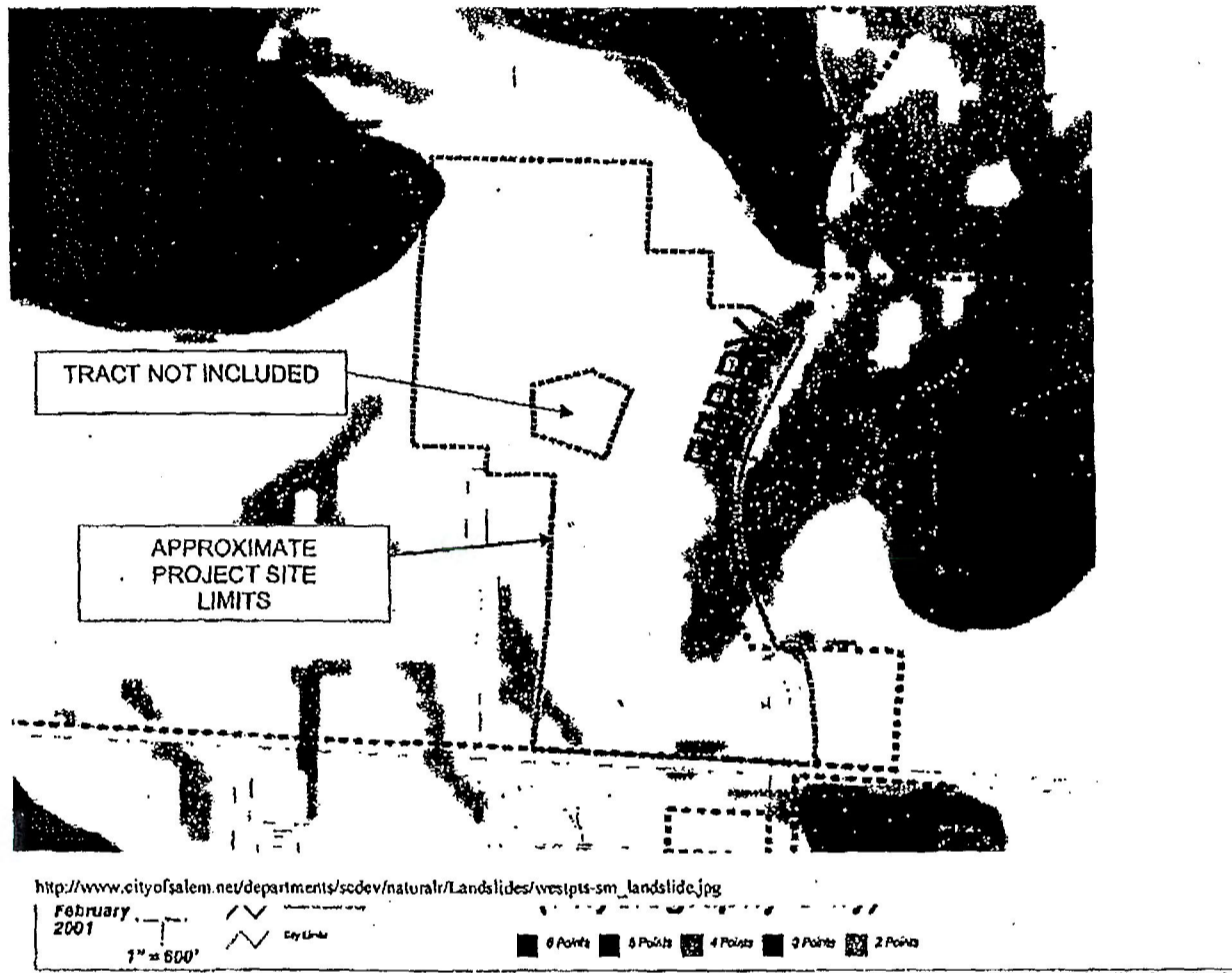 TRACT NOT INCLUDED
APPROXIMATE
PROJECT SITE
LIMITS
http://www.cityofsalem.net/departments/scdev/naturalr/Landslides/westpts-sm_landslide.jpg
February
2001
1" = 600'
City Limits
6 Points 5 Points 4 Points 3 Points 2 Points